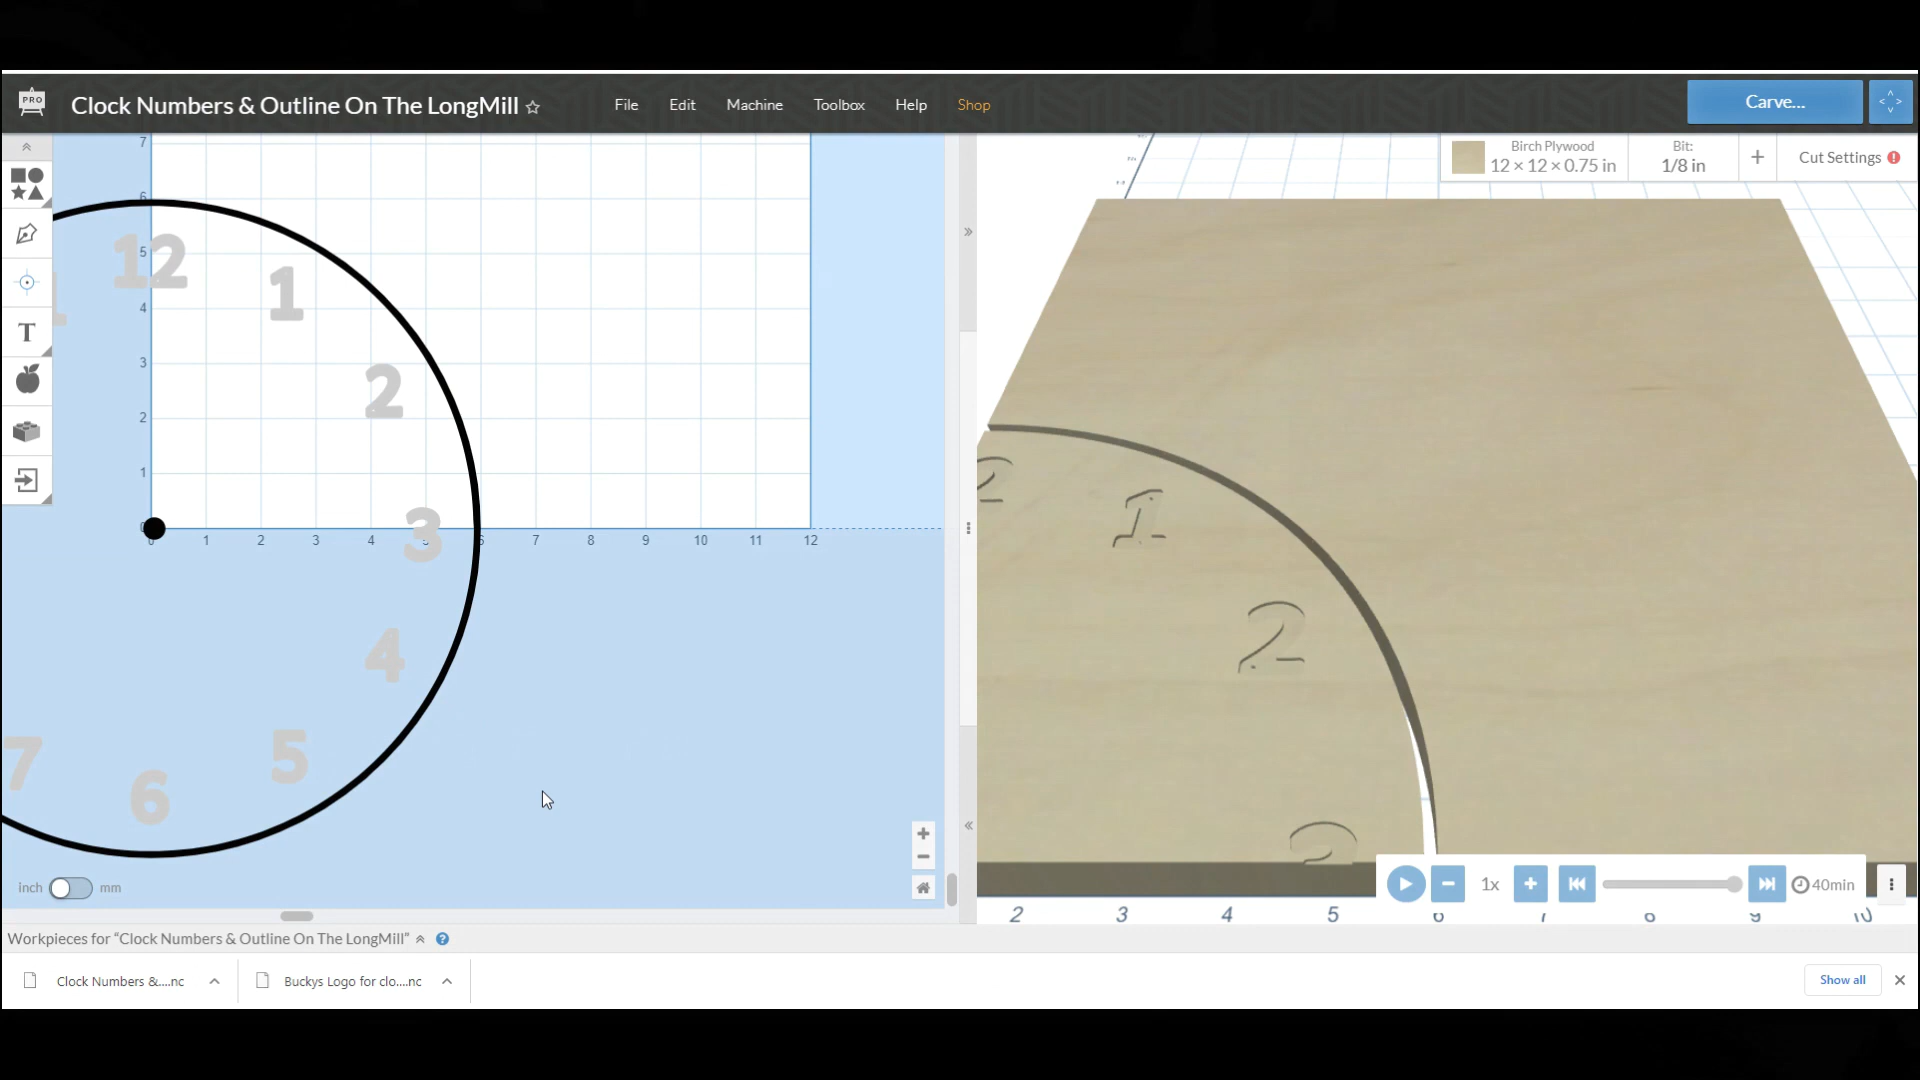 PRO
Clock Numbers & Outline On The LongMill
File Edit Machine Toolbox Help Shop
Carve...
Birch Plywood
12 × 12 × 0.75 in
Bit:
1/8 in
+
Cut Settings
7
6
5
4
3
2
1
0 1 2 3 4 6 7 8 9 10 11 12
12
1
2
3
4
5
6
7
T
inch mm
2
1
2
1x
40min
2 3 4 5 6
Workpieces for “Clock Numbers & Outline On The LongMill” ?
Clock Numbers &....nc
Buckys Logo for clo....nc
Show all